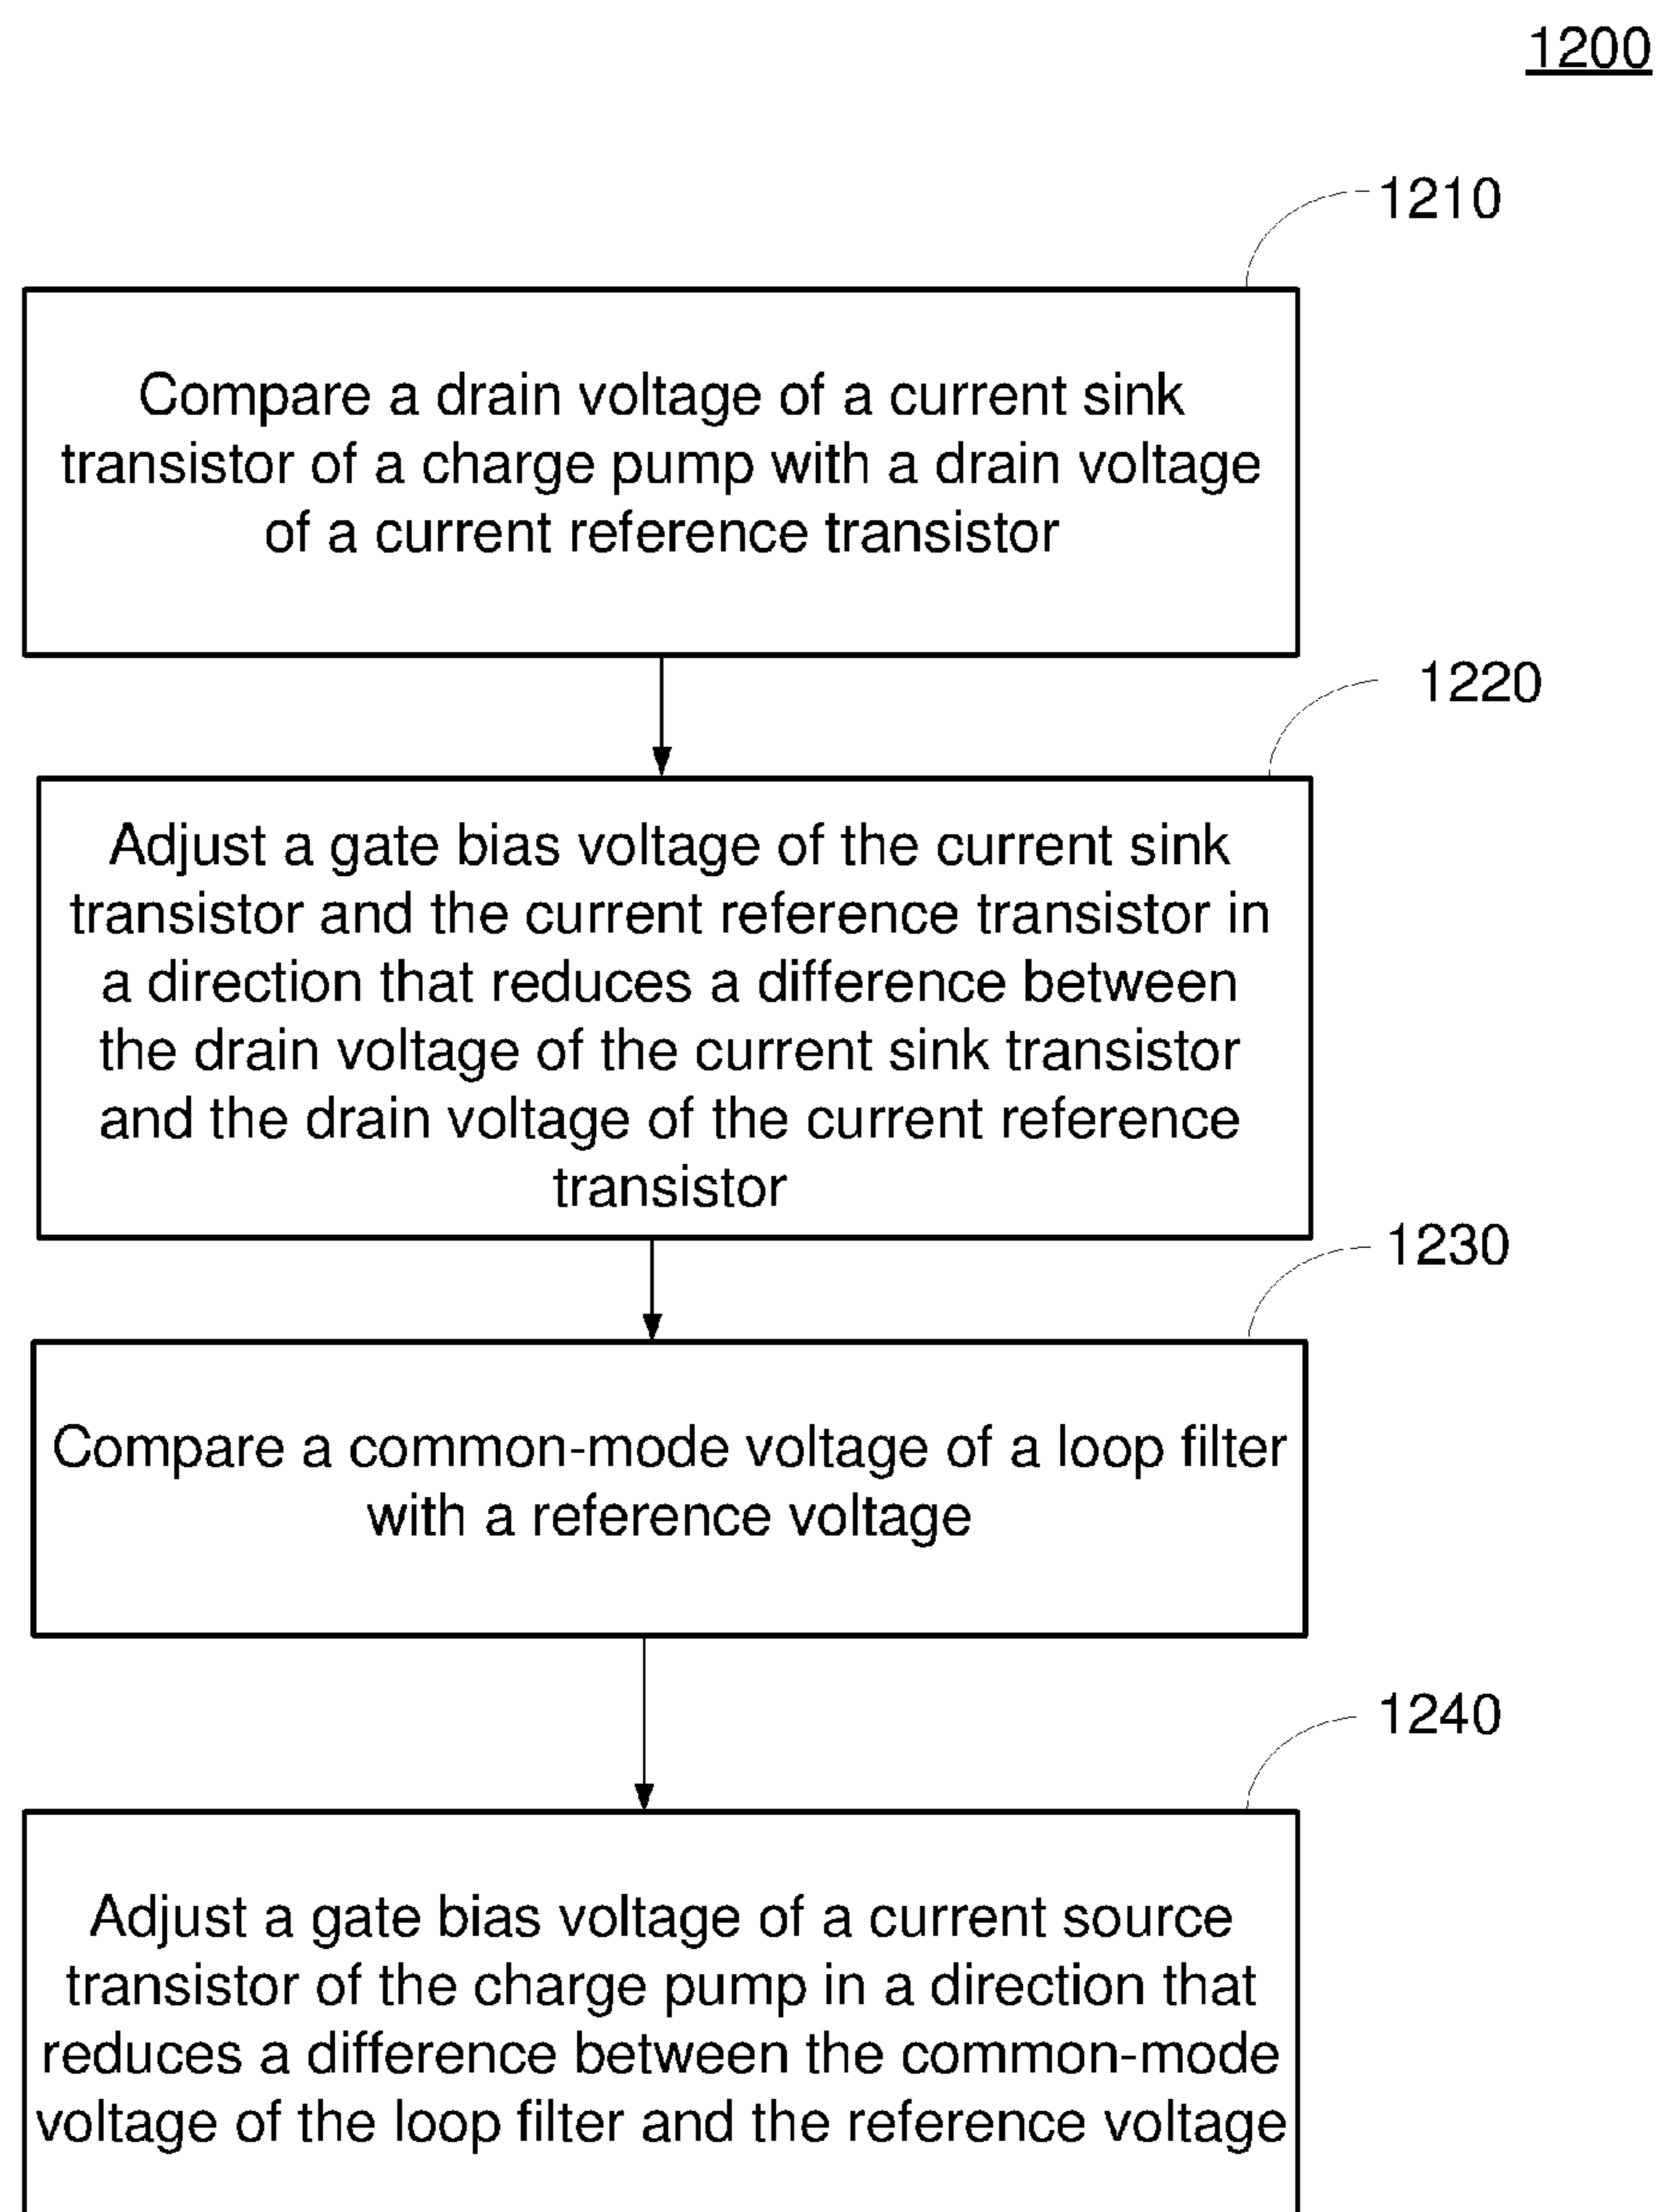 1200
1210
Compare a drain voltage of a current sink
transistor of a charge pump with a drain voltage
of a current reference transistor
1220
Adjust a gate bias voltage of the current sink
transistor and the current reference transistor in
a direction that reduces a difference between
the drain voltage of the current sink transistor
and the drain voltage of the current reference
transistor
1230
Compare a common-mode voltage of a loop filter
with a reference voltage
1240
Adjust a gate bias voltage of a current source
transistor of the charge pump in a direction that
reduces a difference between the common-mode
voltage of the loop filter and the reference voltage